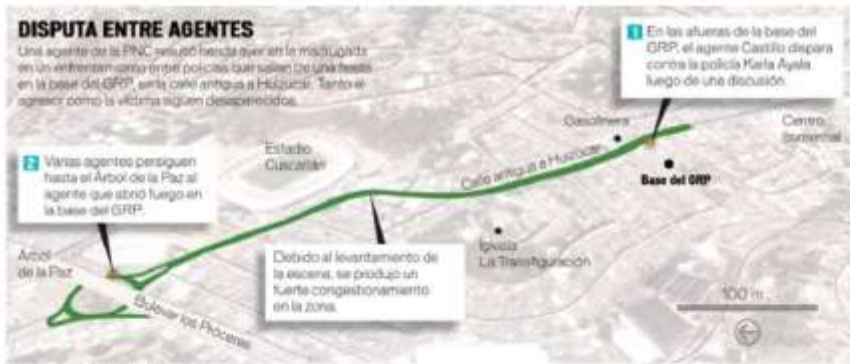 DISPUTA ENTRE AGENTES
Una agente de la PNC resultó herida ayer en la madrugada
en un enfrentamiento entre policías que salían de una fiesta
en la base del GRP, en la calle antigua a Huizúcar. Tanto el
agresor como la víctima siguen desaparecidos.
1 En las afueras de la base del
GRP, el agente Castillo dispara
contra la policía Karla Ayala
luego de una discusión.
Gasolinera
Centro
comercial
Estadio
Cuscatlán
Calle antigua a Huizúcar
Base del GRP
2 Varias agentes persiguen
hasta el Árbol de la Paz al
agente que abrió fuego en
la base del GRP.
Árbol
de la Paz
Debido al levantamiento de
la escena, se produjo un
fuerte congestionamiento
en la zona.
Iglesia
La Transfiguración
Bulevar los Próceres
100 m